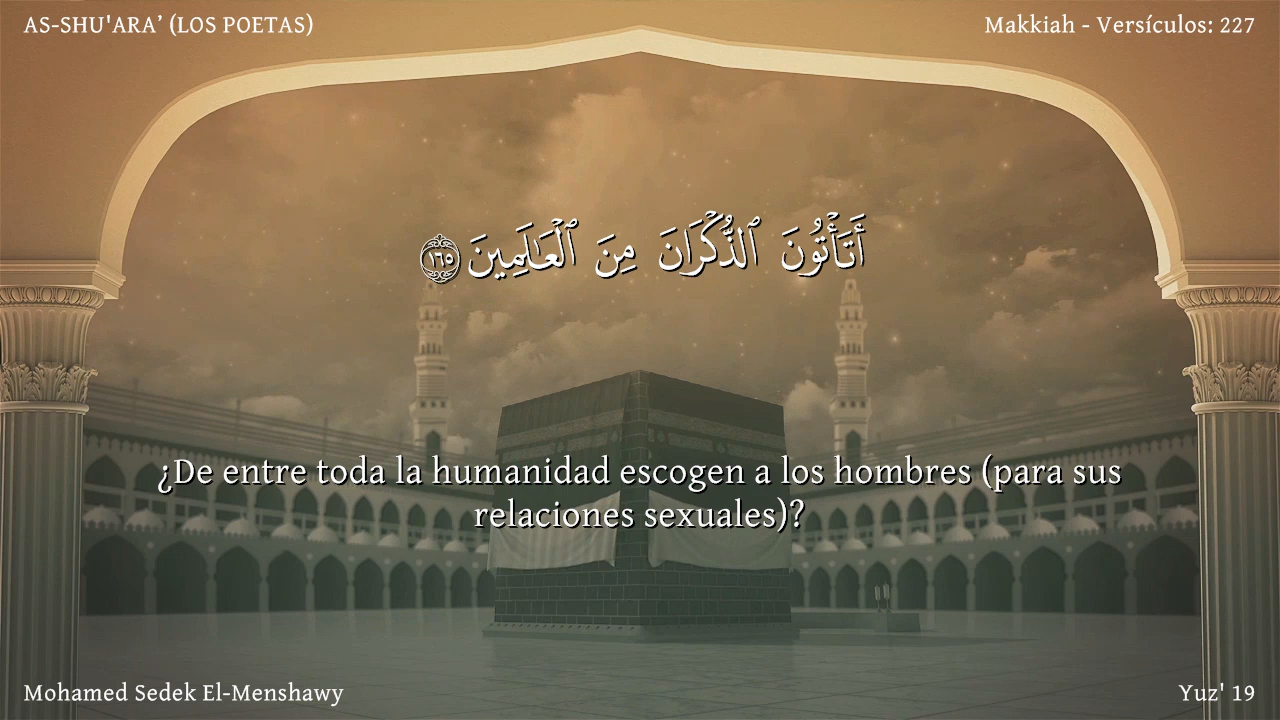 AS-SHU'ARA’ (LOS POETAS)
Makkiah - Versículos: 227
أَتَأْتُونَ ٱلذُّكْرَانَ مِنَ ٱلْعَـٰلَمِينَ ١٦٥
¿De entre toda la humanidad escogen a los hombres (para sus
relaciones sexuales)?
Mohamed Sedek El-Menshawy
Yuz' 19